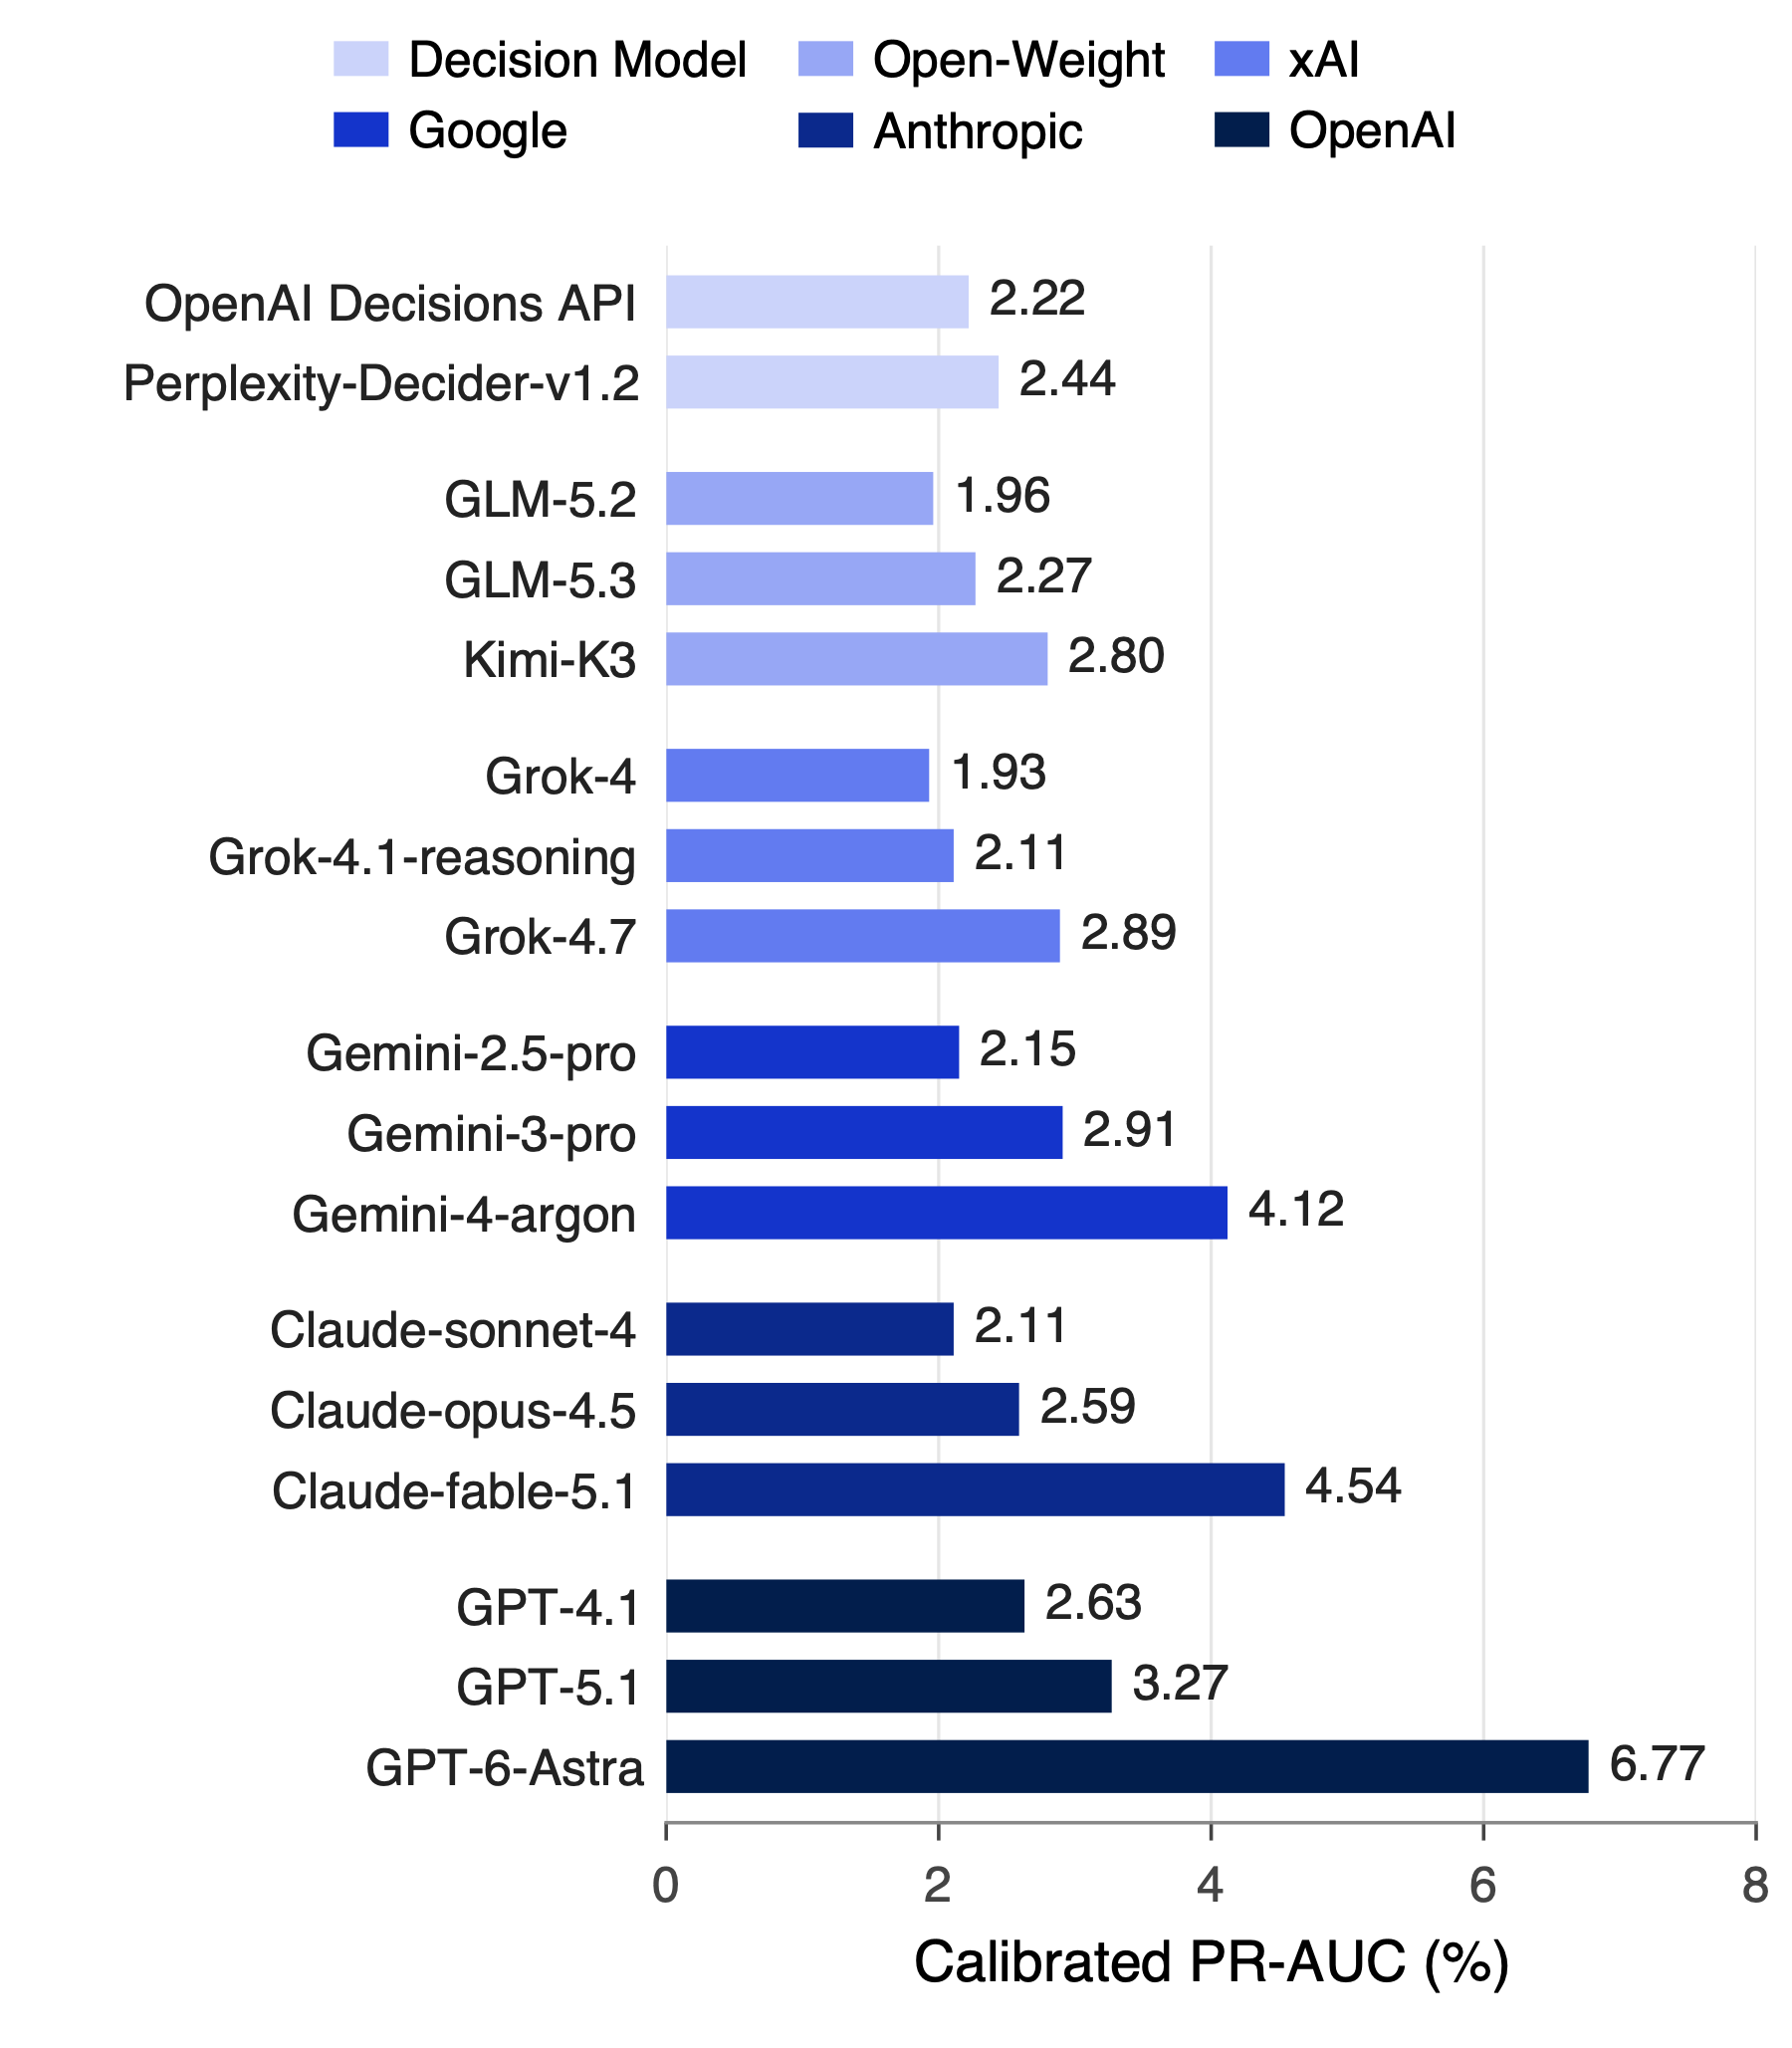 Decision Model Open-Weight xAI
Google Anthropic OpenAI
OpenAI Decisions API 2.22
Perplexity-Decider-v1.2 2.44
GLM-5.2 1.96
GLM-5.3 2.27
Kimi-K3 2.80
Grok-4 1.93
Grok-4.1-reasoning 2.11
Grok-4.7 2.89
Gemini-2.5-pro 2.15
Gemini-3-pro 2.91
Gemini-4-argon 4.12
Claude-sonnet-4 2.11
Claude-opus-4.5 2.59
Claude-fable-5.1 4.54
GPT-4.1 2.63
GPT-5.1 3.27
GPT-6-Astra 6.77
0 2 4 6 8
Calibrated PR-AUC (%)